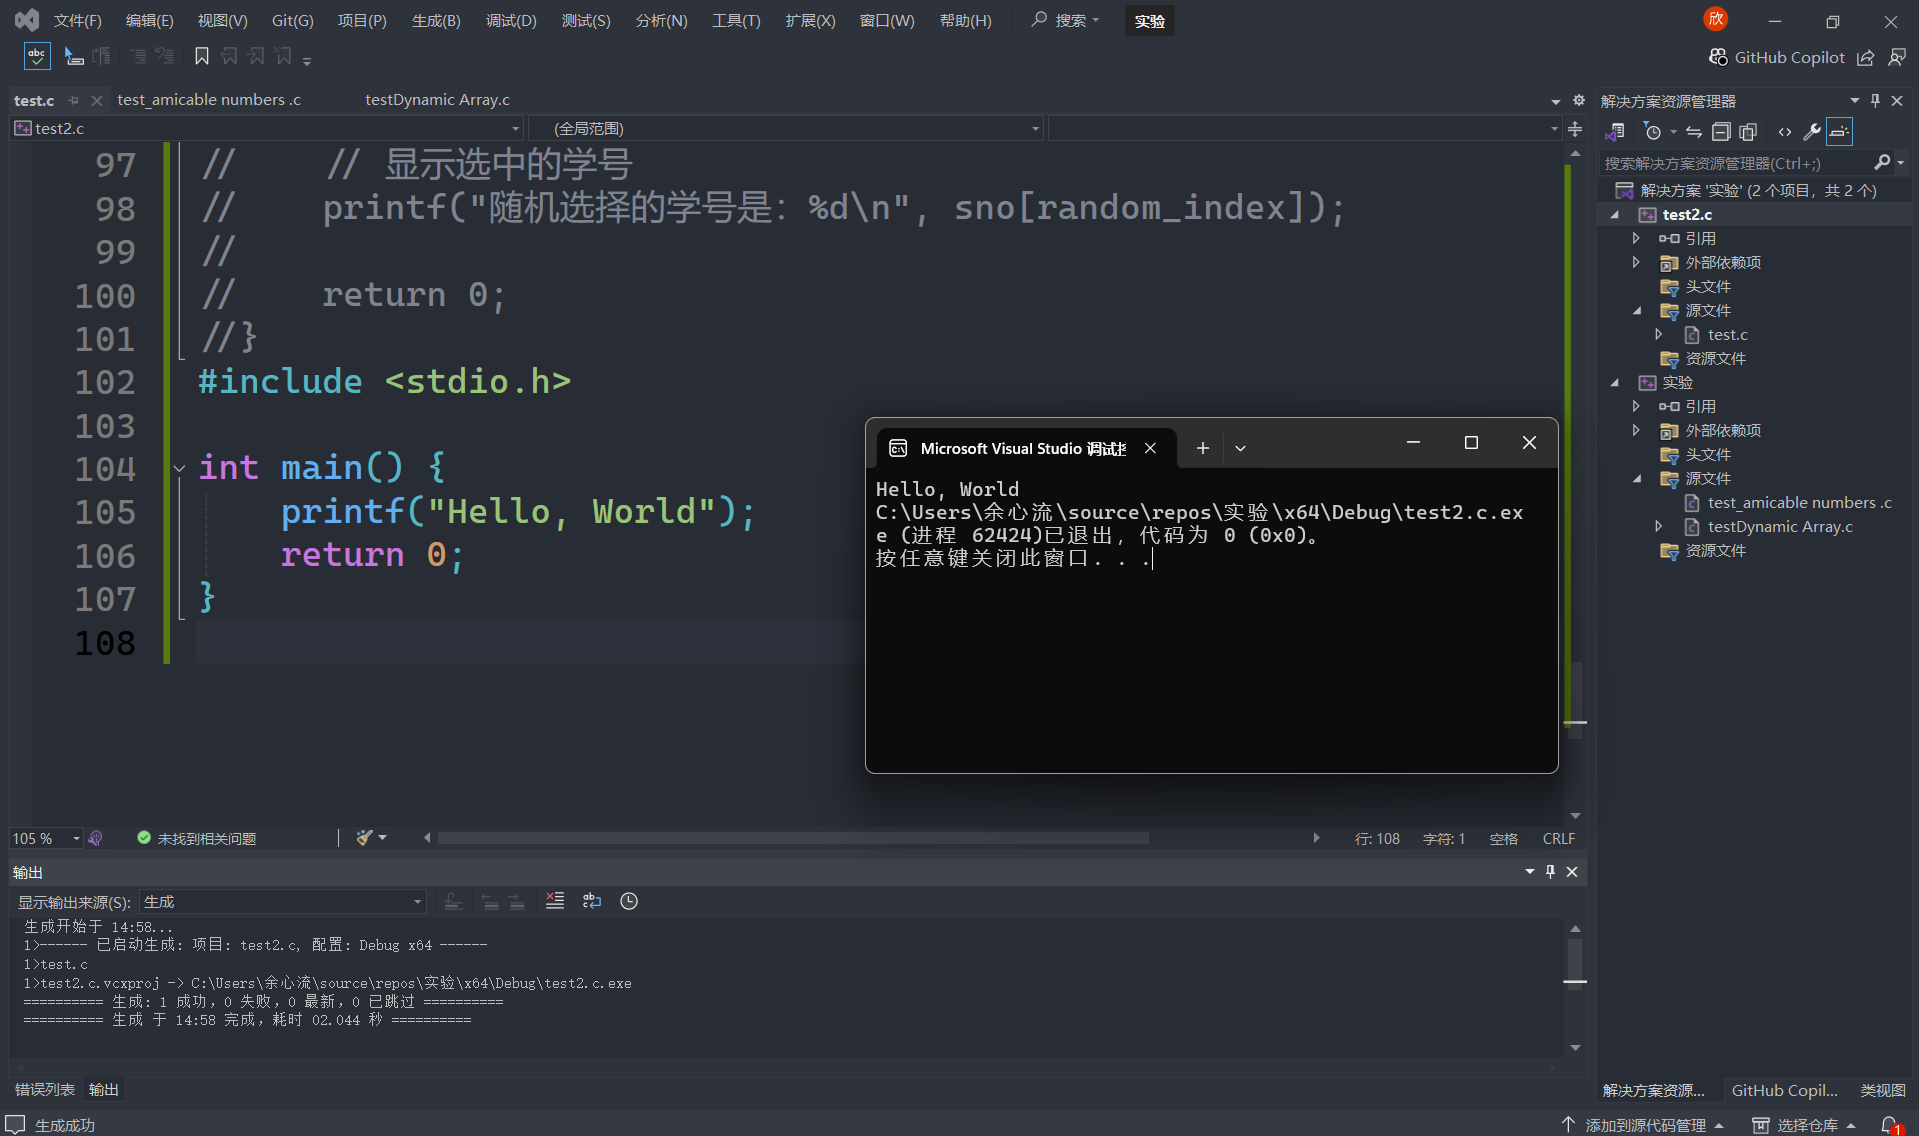 文件(F) 编辑(E) 视图(V) Git(G) 项目(P) 生成(B) 调试(D) 测试(S) 分析(N) 工具(T) 扩展(X) 窗口(W) 帮助(H) 搜索 实验 欣
abc GitHub Copilot
test.c test_amicable numbers .c testDynamic Array.c
test2.c (全局范围)
97 // // 显示选中的学号
98 // printf("随机选择的学号是: %d\n", sno[random_index]);
99 //
100 // return 0;
101 //}
102 #include <stdio.h>
103
104 int main() {
105 printf("Hello, World");
106 return 0;
107 }
108
Microsoft Visual Studio 调试
Hello, World
C:\Users\余心流\source\repos\实验\x64\Debug\test2.c.ex
e (进程 62424)已退出，代码为 0 (0x0)。
按任意键关闭此窗口. . .
105 % 未找到相关问题 行: 108 字符: 1 空格 CRLF
输出
显示输出来源(S): 生成
生成开始于 14:58...
1>------ 已启动生成: 项目: test2.c, 配置: Debug x64 ------
1>test.c
1>test2.c.vcxproj -> C:\Users\余心流\source\repos\实验\x64\Debug\test2.c.exe
========== 生成: 1 成功，0 失败，0 最新，0 已跳过 ==========
========== 生成 于 14:58 完成，耗时 02.044 秒 ==========
错误列表 输出
生成成功
解决方案资源管理器
搜索解决方案资源管理器(Ctrl+;)
解决方案 '实验' (2 个项目，共 2 个)
test2.c
引用
外部依赖项
头文件
源文件
test.c
资源文件
实验
引用
外部依赖项
头文件
源文件
test_amicable numbers .c
testDynamic Array.c
资源文件
解决方案资源... GitHub Copil... 类视图
添加到源代码管理 选择仓库 1